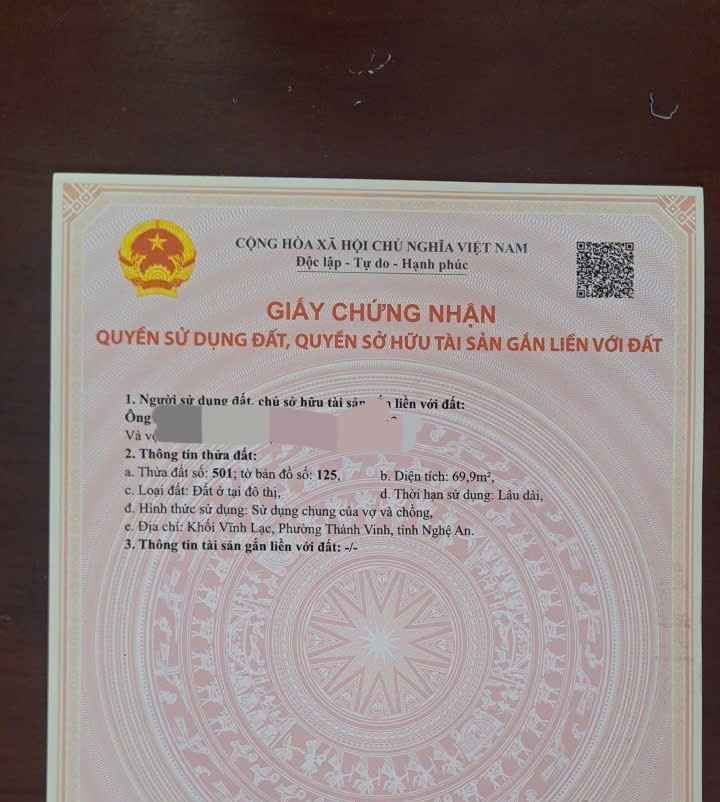 CỘNG HÒA XÃ HỘI CHỦ NGHĨA VIỆT NAM
Độc lập - Tự do - Hạnh phúc
GIẤY CHỨNG NHẬN
QUYỀN SỬ DỤNG ĐẤT, QUYỀN SỞ HỮU TÀI SẢN GẮN LIỀN VỚI ĐẤT
1. Người sử dụng đất, chủ sở hữu tài sản liền với đất:
Ông
Và
2. Thông tin thửa đất:
a. Thửa đất số: 501; tờ bản đồ số: 125, b. Diện tích: 69,9m²,
c. Loại đất: Đất ở tại đô thị, d. Thời hạn sử dụng: Lâu dài,
đ. Hình thức sử dụng: Sử dụng chung của vợ và chồng,
e. Địa chỉ: Khối Vĩnh Lạc, Phường Thành Vinh, tỉnh Nghệ An.
3. Thông tin tài sản gắn liền với đất: -/-